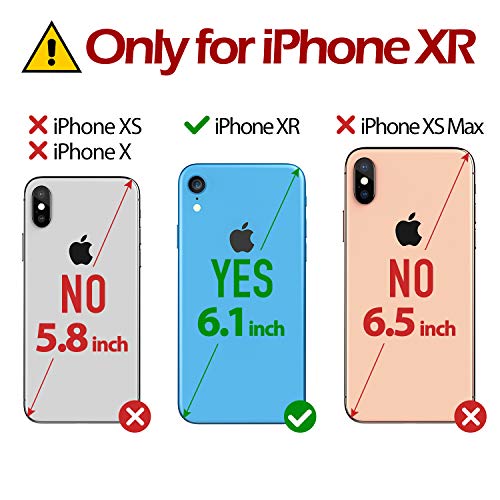 Only for iPhone XR
iPhone XS
iPhone X
iPhone XR
iPhone XS Max
NO
5.8 inch
YES
6.1 inch
NO
6.5 inch